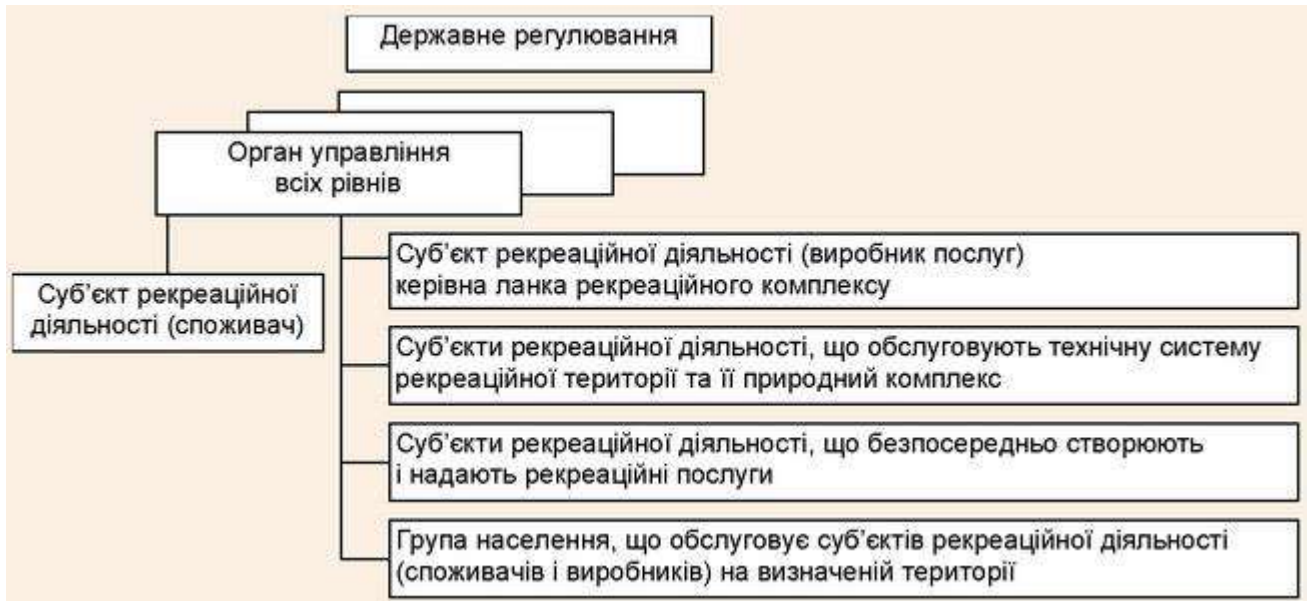 Державне регулювання
Орган управління
всіх рівнів
Суб’єкт рекреаційної
діяльності (споживач)
Суб’єкт рекреаційної діяльності (виробник послуг)
керівна ланка рекреаційного комплексу
Суб’єкти рекреаційної діяльності, що обслуговують технічну систему
рекреаційної території та її природний комплекс
Суб’єкти рекреаційної діяльності, що безпосередньо створюють
і надають рекреаційні послуги
Група населення, що обслуговує суб’єктів рекреаційної діяльності
(споживачів і виробників) на визначеній території